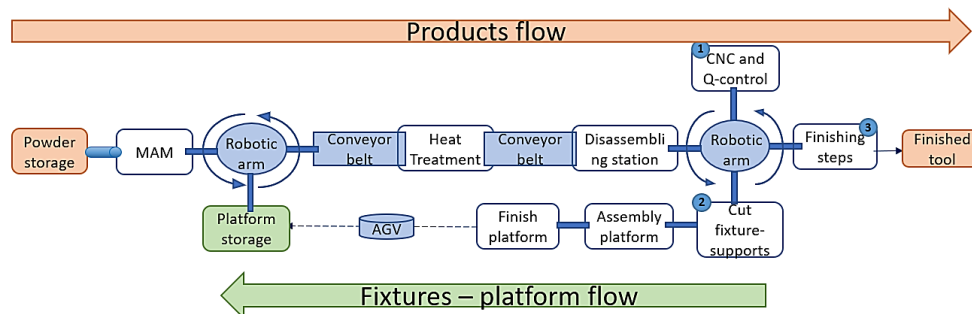 Products flow
1
CNC and
Q-control
Powder
storage
MAM
Robotic
arm
Conveyor
belt
Heat
Treatment
Conveyor
belt
Disassembli
ng station
Robotic
arm
3
Finishing
steps
Finished
tool
Platform
storage
AGV
Finish
platform
Assembly
platform
2
Cut
fixture-
supports
Fixtures – platform flow